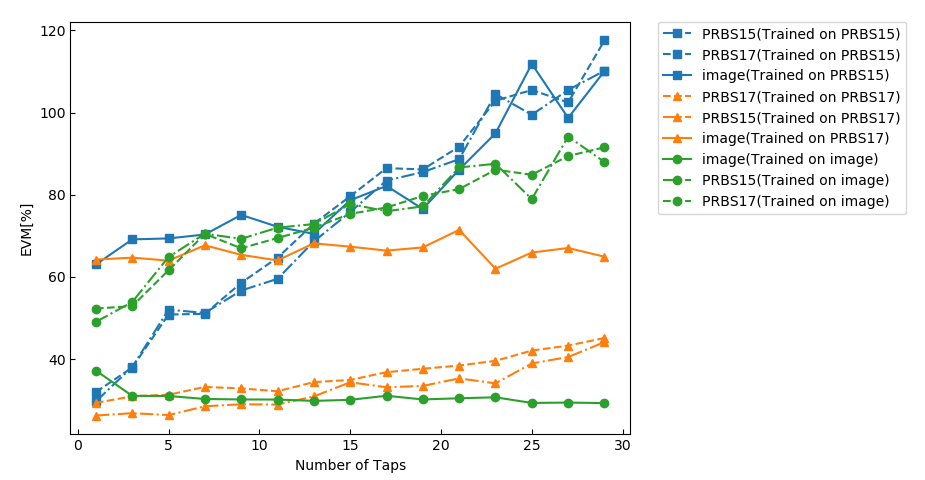 120
100
80
60
40
EVM[%]
0 5 10 15 20 25 30
Number of Taps
PRBS15(Trained on PRBS15)
PRBS17(Trained on PRBS15)
image(Trained on PRBS15)
PRBS17(Trained on PRBS17)
PRBS15(Trained on PRBS17)
image(Trained on PRBS17)
image(Trained on image)
PRBS15(Trained on image)
PRBS17(Trained on image)